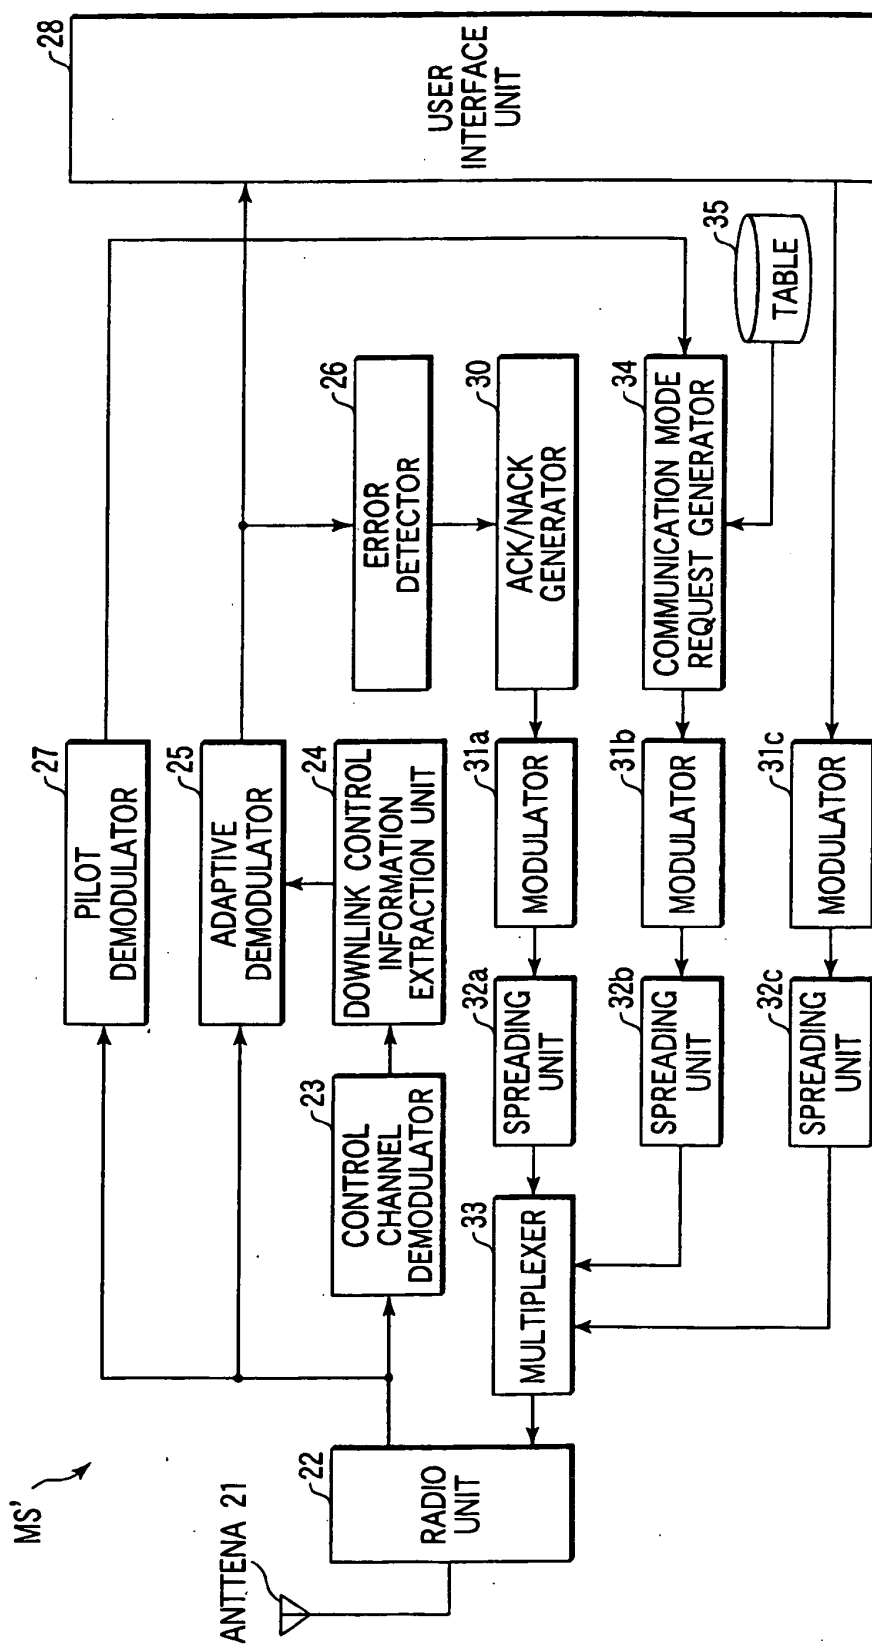 MS'
ANTTENA 21
22
RADIO
UNIT
27
PILOT
DEMODULATOR
25
ADAPTIVE
DEMODULATOR
23
CONTROL
CHANNEL
DEMODULATOR
24
DOWNLINK CONTROL
INFORMATION
EXTRACTION UNIT
26
ERROR
DETECTOR
28
USER
INTERFACE
UNIT
33
MULTIPLEXER
32a
SPREADING
UNIT
31a
MODULATOR
30
ACK/NACK
GENERATOR
32b
SPREADING
UNIT
31b
MODULATOR
34
COMMUNICATION MODE
REQUEST GENERATOR
35
TABLE
32c
SPREADING
UNIT
31c
MODULATOR